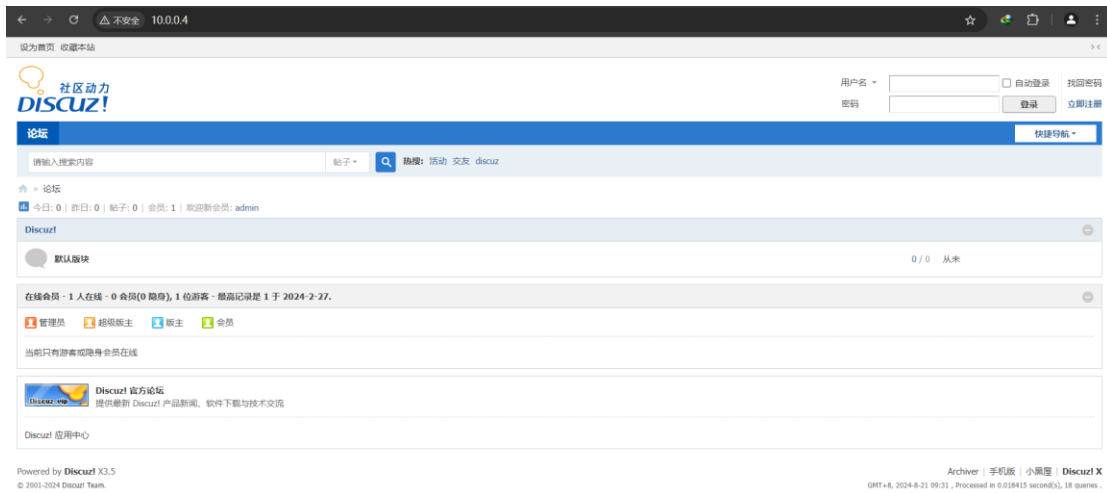 不安全 10.0.0.4
设为首页 收藏本站
社区动力
DISCUZ!
用户名 自动登录 找回密码
密码 登录 立即注册
论坛 快捷导航
请输入搜索内容 帖子 热搜: 活动 交友 discuz
» 论坛
今日: 0 | 昨日: 0 | 帖子: 0 | 会员: 1 | 欢迎新会员: admin
Discuz!
默认版块 0 / 0 从未
在线会员 - 1 人在线 - 0 会员(0 隐身), 1 位游客 - 最高记录是 1 于 2024-2-27.
管理员 超级版主 版主 会员
当前只有游客或隐身会员在线
Discuz! 官方论坛
提供最新 Discuz! 产品新闻、软件下载与技术交流
Discuz! 应用中心
Powered by Discuz! X3.5 Archiver | 手机版 | 小黑屋 | Discuz! X
© 2001-2024 Discuz! Team. GMT+8, 2024-8-21 09:31 , Processed in 0.018415 second(s), 18 queries .